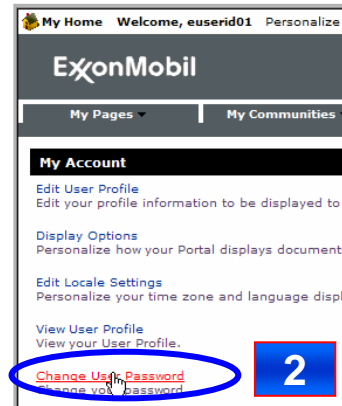 My Home Welcome, euserid01 Personalize
ExxonMobil
My Pages My Communities
My Account
Edit User Profile
Edit your profile information to be displayed to
Display Options
Personalize how your Portal displays document
Edit Locale Settings
Personalize your time zone and language displ
View User Profile
View your User Profile.
Change User Password
Change your password
2